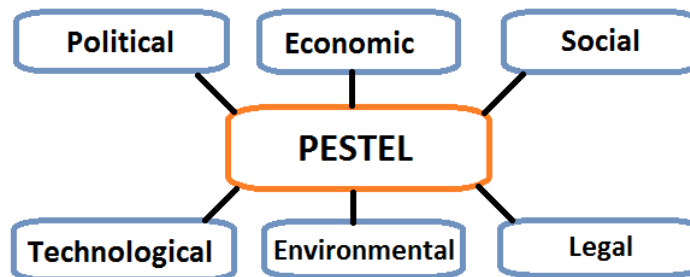 Political
Economic
Social
PESTEL
Technological
Environmental
Legal